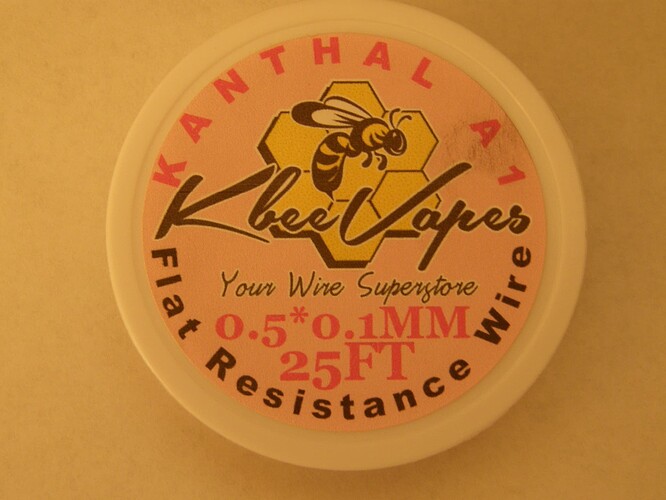 KANTHAL A1
KbeeVapes
Your Wire Superstore
0.5*0.1MM
25FT
Flat Resistance Wire